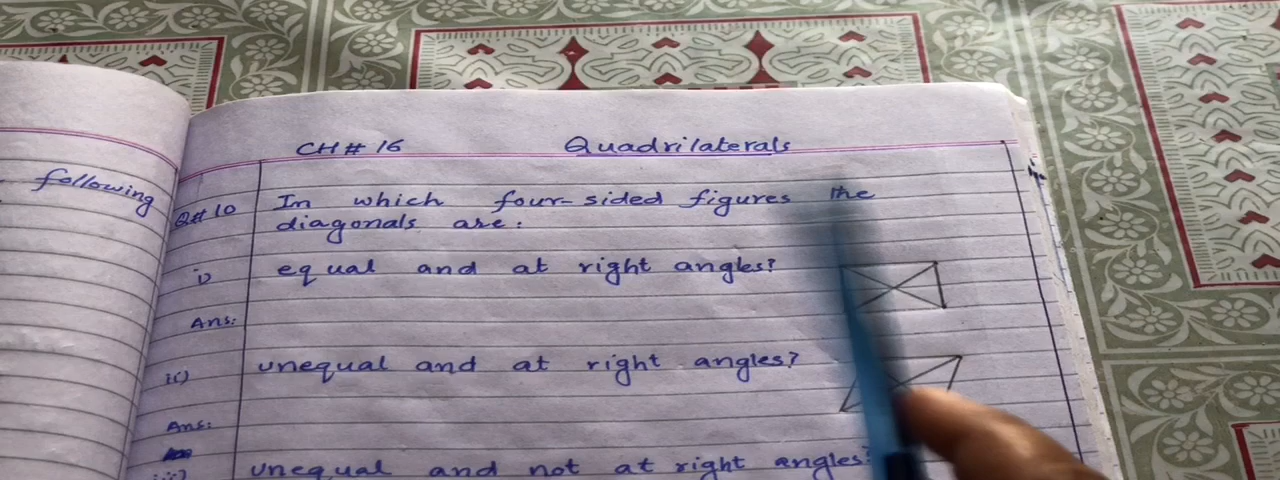 CH # 16 Quadrilaterals
following
Q# 10 In which four-sided figures the
diagonals are:
i) equal and at right angles?
Ans:
ii) unequal and at right angles?
Ans:
iii) unequal and not at right angles?